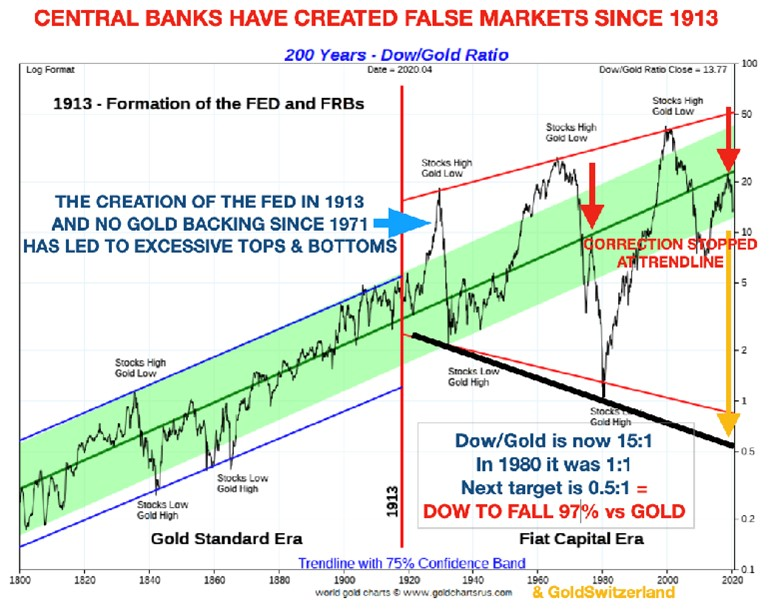 CENTRAL BANKS HAVE CREATED FALSE MARKETS SINCE 1913
200 Years - Dow/Gold Ratio
Log Format
Date = 2020.04
Dow/Gold Ratio Close = 13.77
100
1913 - Formation of the FED and FRBs
Stocks High
Gold Low
50
Stocks High
Gold Low
Stocks High
Gold Low
20
THE CREATION OF THE FED IN 1913
AND NO GOLD BACKING SINCE 1971
HAS LED TO EXCESSIVE TOPS & BOTTOMS
10
CORRECTION STOPPED
AT TRENDLINE
5
2
Stocks High
Gold Low
Stocks Low
Gold High
1
Stocks Low
Gold High
Dow/Gold is now 15:1
In 1980 it was 1:1
Next target is 0.5:1 =
DOW TO FALL 97% vs GOLD
0.5
Stocks Low
Gold High
Stocks Low
Gold High
1913
0.2
Gold Standard Era
Fiat Capital Era
Trendline with 75% Confidence Band
0.1
1800 1820 1840 1860 1880 1900 1920 1940 1960 1980 2000 2020
world gold charts © www.goldchartsrus.com
& GoldSwitzerland